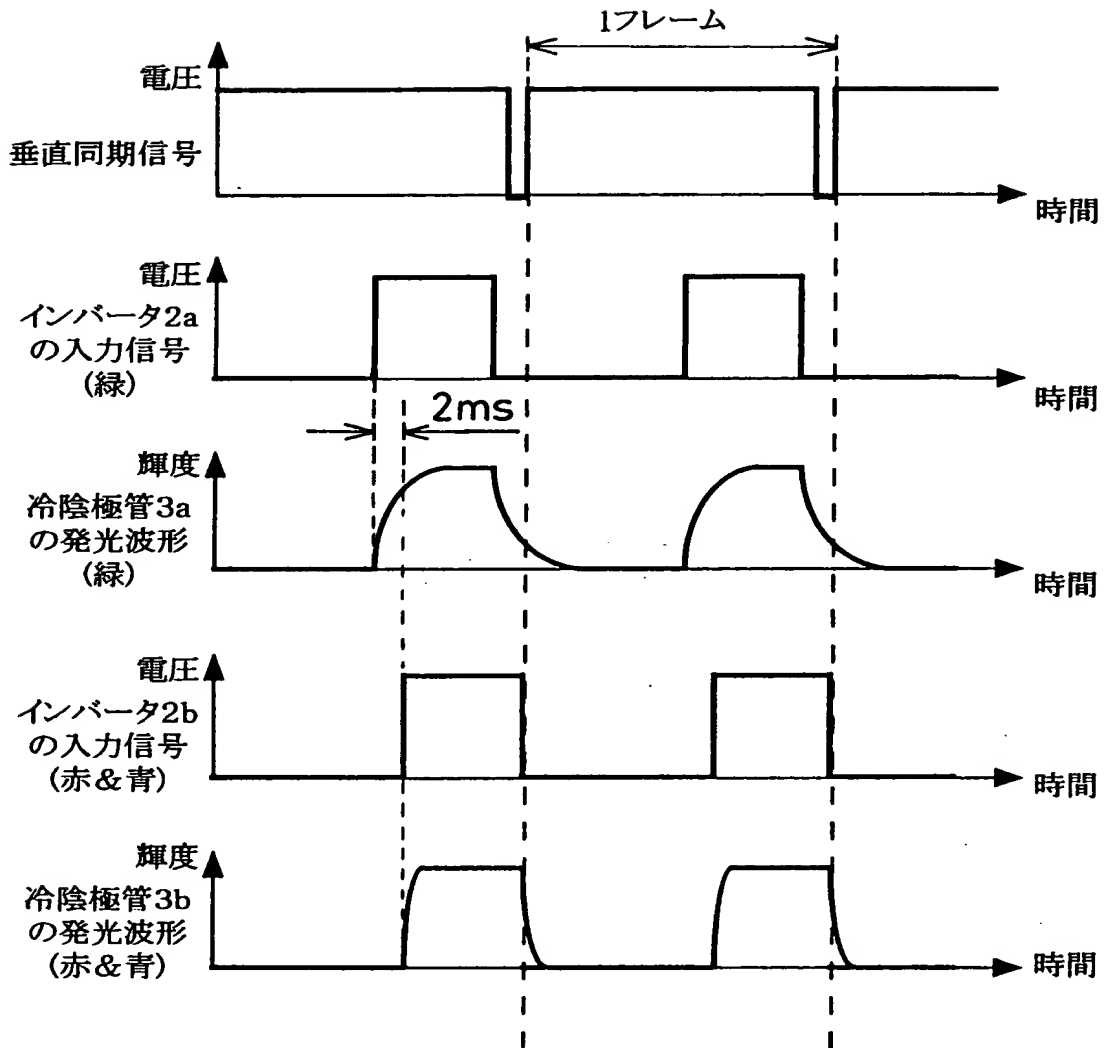 1フレーム
電圧
垂直同期信号
時間
電圧
インバータ2a
の入力信号
(緑)
時間
2ms
輝度
冷陰極管3a
の発光波形
(緑)
時間
電圧
インバータ2b
の入力信号
(赤&青)
時間
輝度
冷陰極管3b
の発光波形
(赤&青)
時間